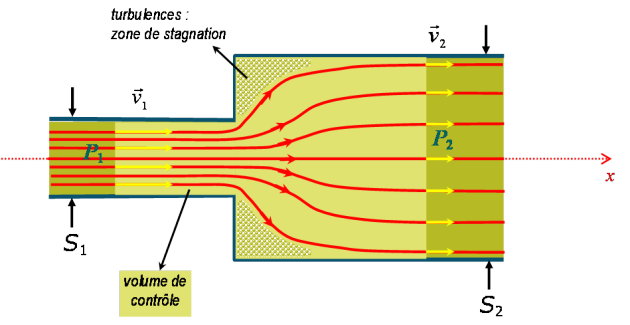 turbulences :
zone de stagnation
v⃗₁
v⃗₂
P₁
P₂
x
S₁
volume de
contrôle
S₂